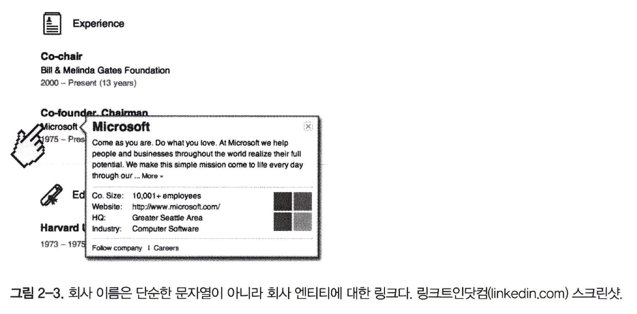 Experience
Co-chair
Bill & Melinda Gates Foundation
2000 – Present (13 years)
Co-founder, Chairman
Microsoft
1975 – Pres
Microsoft
Come as you are. Do what you love. At Microsoft we help
people and businesses throughout the world realize their full
potential. We make this simple mission come to life every day
through our ... More
Co. Size: 10,001+ employees
Website: http://www.microsoft.com/
HQ: Greater Seattle Area
Industry: Computer Software
Follow company | Careers
Ed
Harvard U
1973 – 1975
그림 2-3. 회사 이름은 단순한 문자열이 아니라 회사 엔티티에 대한 링크다. 링크트인닷컴(linkedin.com) 스크린샷.